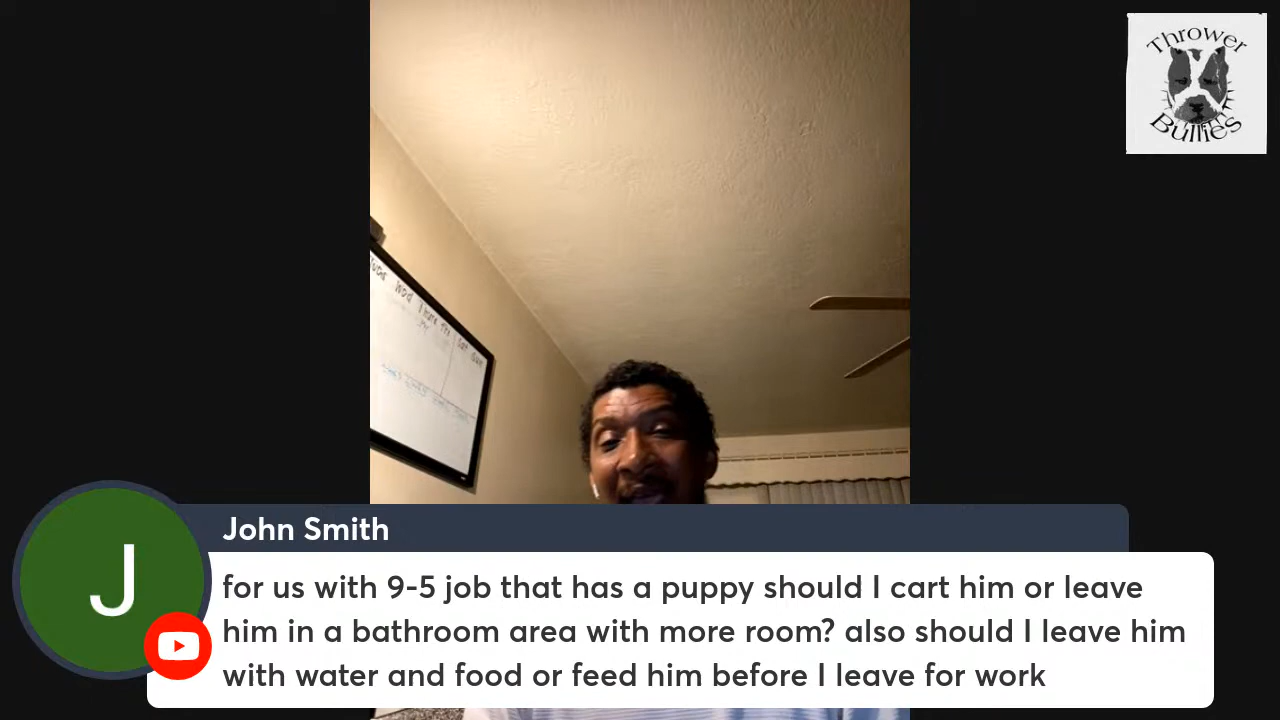 Thrower
Bullies
Wed
John Smith
for us with 9-5 job that has a puppy should I cart him or leave
him in a bathroom area with more room? also should I leave him
with water and food or feed him before I leave for work
J